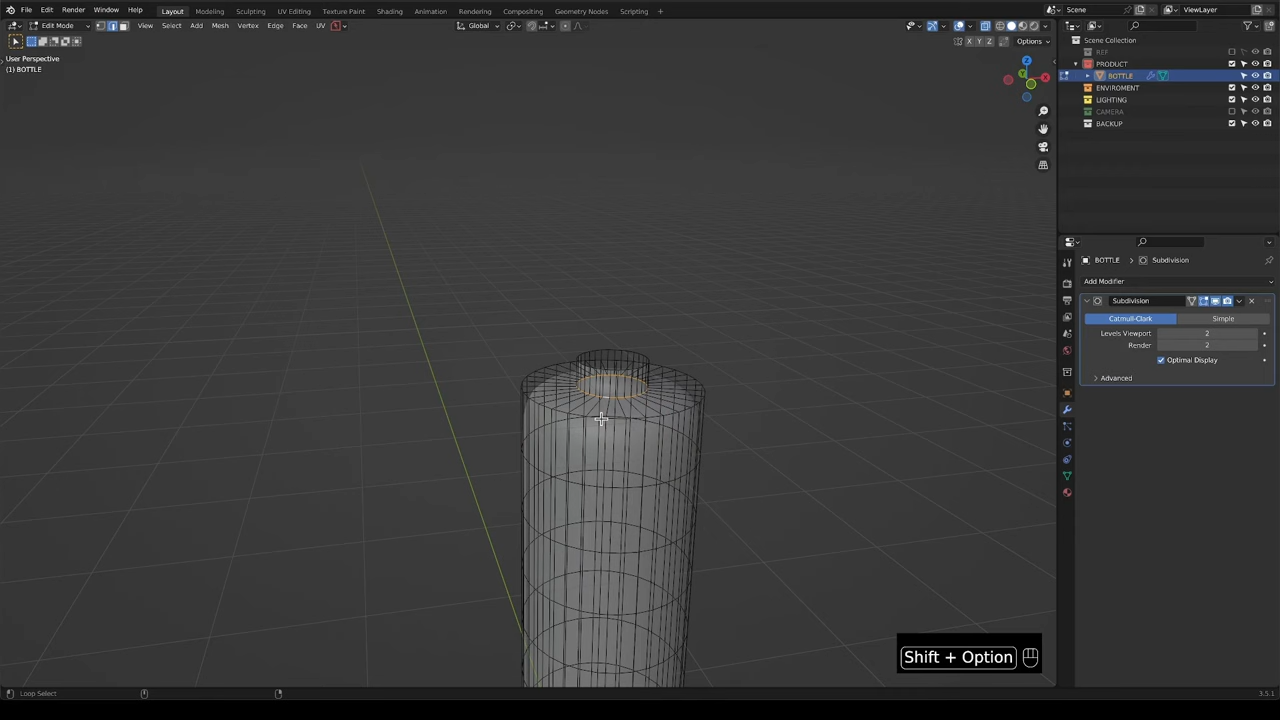 File Edit Render Window Help Layout Modeling Sculpting UV Editing Texture Paint Shading Animation Rendering Compositing Geometry Nodes Scripting Scene ViewLayer
Edit Mode View Select Add Mesh Vertex Edge Face UV Global
X Y Z Options
User Perspective
(1) BOTTLE
Scene Collection
REF
PRODUCT
BOTTLE
ENVIROMENT
LIGHTING
CAMERA
BACKUP
BOTTLE > Subdivision
Add Modifier
Subdivision
Catmull-Clark Simple
Levels Viewport 2
Render 2
Optimal Display
Advanced
Shift + Option
Loop Select 3.5.1